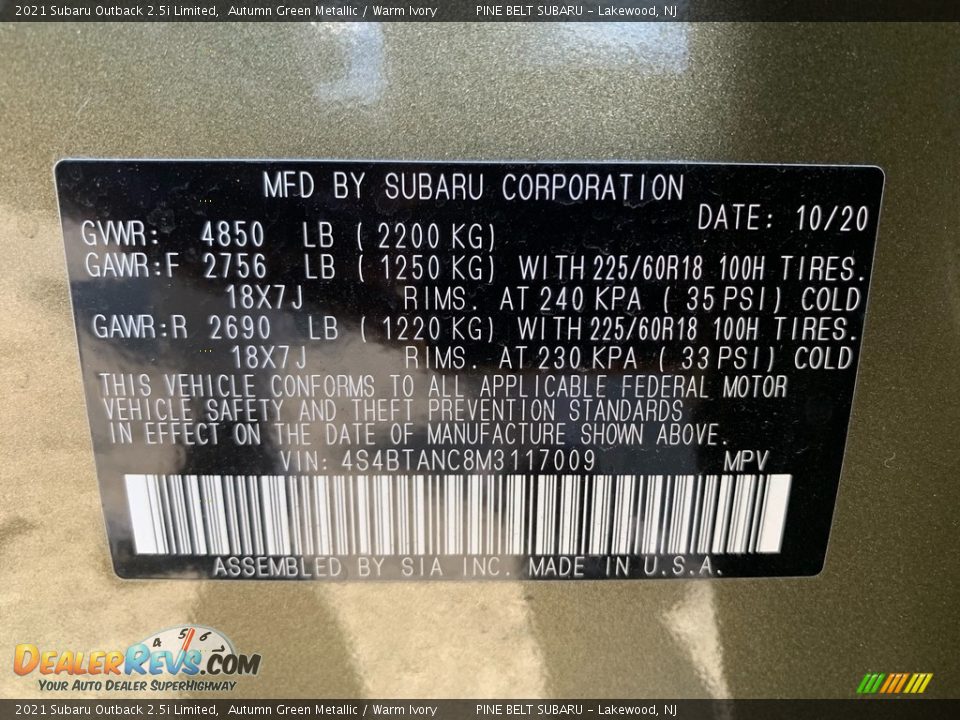 2021 Subaru Outback 2.5i Limited, Autumn Green Metallic / Warm Ivory PINE BELT SUBARU - Lakewood, NJ
MFD BY SUBARU CORPORATION
DATE: 10/20
GVWR: 4850 LB ( 2200 KG)
GAWR:F 2756 LB ( 1250 KG) WITH 225/60R18 100H TIRES.
18X7J RIMS. AT 240 KPA ( 35 PSI) COLD
GAWR:R 2690 LB ( 1220 KG) WITH 225/60R18 100H TIRES.
18X7J RIMS. AT 230 KPA ( 33 PSI) COLD
THIS VEHICLE CONFORMS TO ALL APPLICABLE FEDERAL MOTOR
VEHICLE SAFETY AND THEFT PREVENTION STANDARDS
IN EFFECT ON THE DATE OF MANUFACTURE SHOWN ABOVE.
VIN: 4S4BTANC8M3117009 MPV
ASSEMBLED BY SIA INC. MADE IN U.S.A.
4 5 6
DEALERREVS.COM
YOUR AUTO DEALER SUPERHIGHWAY
2021 Subaru Outback 2.5i Limited, Autumn Green Metallic / Warm Ivory PINE BELT SUBARU - Lakewood, NJ